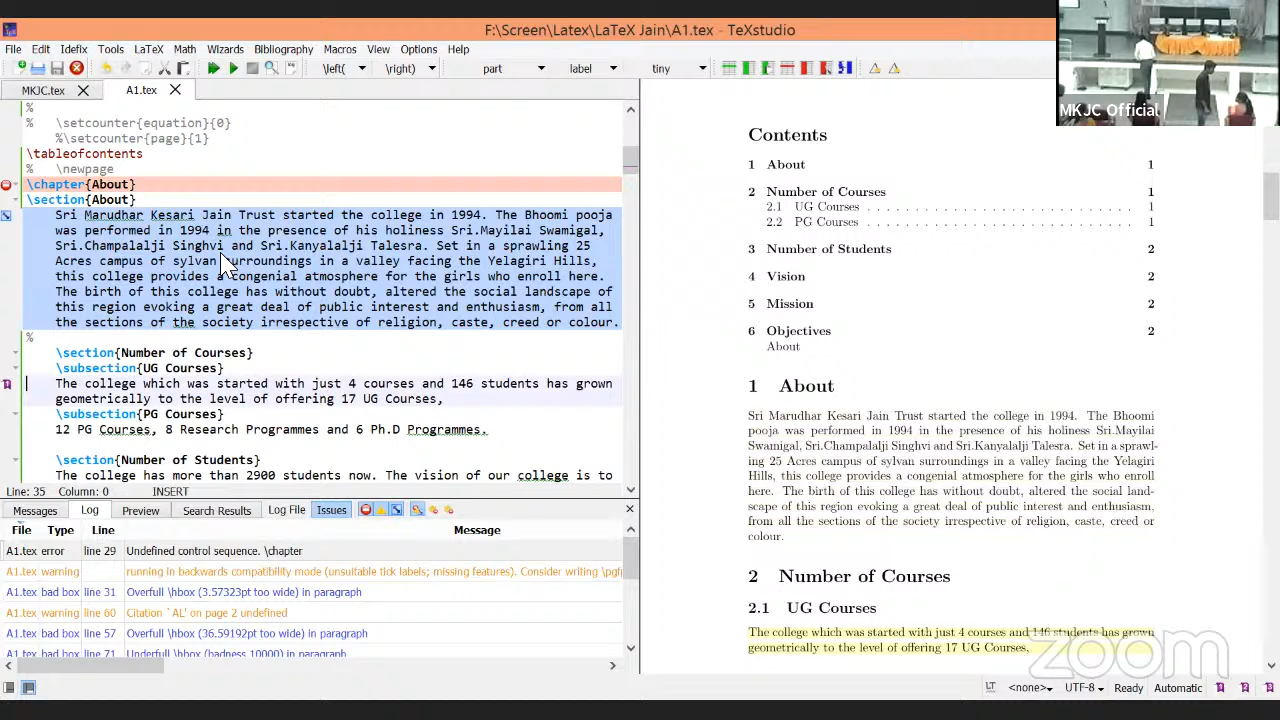 F:\Screen\Latex\LaTeX Jain\A1.tex - TeXstudio
File Edit Idefix Tools LaTeX Math Wizards Bibliography Macros View Options Help
\left( \right) part label tiny
MKJC.tex A1.tex
%
% \setcounter{equation}{0}
%\setcounter{page}{1}
\tableofcontents
% \newpage
\chapter{About}
\section{About}
Sri Marudhar Kesari Jain Trust started the college in 1994. The Bhoomi pooja
was performed in 1994 in the presence of his holiness Sri.Mayilai Swamigal,
Sri.Champalalji Singhvi and Sri.Kanyalalji Talesra. Set in a sprawling 25
Acres campus of sylvan surroundings in a valley facing the Yelagiri Hills,
this college provides a congenial atmosphere for the girls who enroll here.
The birth of this college has without doubt, altered the social landscape of
this region evoking a great deal of public interest and enthusiasm, from all
the sections of the society irrespective of religion, caste, creed or colour.
%
\section{Number of Courses}
\subsection{UG Courses}
The college which was started with just 4 courses and 146 students has grown
geometrically to the level of offering 17 UG Courses,
\subsection{PG Courses}
12 PG Courses, 8 Research Programmes and 6 Ph.D Programmes.
\section{Number of Students}
The college has more than 2900 students now. The vision of our college is to
Line: 35 Column: 0 INSERT
Messages Log Preview Search Results Log File Issues
File Type Line Message
A1.tex error line 29 Undefined control sequence. \chapter
A1.tex warning running in backwards compatibility mode (unsuitable tick labels; missing features). Consider writing \pgfp
A1.tex bad box line 31 Overfull \hbox (3.57323pt too wide) in paragraph
A1.tex warning line 60 Citation `AL' on page 2 undefined
A1.tex bad box line 57 Overfull \hbox (36.59192pt too wide) in paragraph
A1.tex bad box line 71 Underfull \hbox (badness 10000) in paragraph
Contents
1 About 1
2 Number of Courses 1
2.1 UG Courses . . . . . . . . . . . . . . . . . . . . . . . . . . . . 1
2.2 PG Courses . . . . . . . . . . . . . . . . . . . . . . . . . . . . 1
3 Number of Students 2
4 Vision 2
5 Mission 2
6 Objectives 2
About
1 About
Sri Marudhar Kesari Jain Trust started the college in 1994. The Bhoomi
pooja was performed in 1994 in the presence of his holiness Sri.Mayilai
Swamigal, Sri.Champalalji Singhvi and Sri.Kanyalalji Talesra. Set in a sprawl-
ing 25 Acres campus of sylvan surroundings in a valley facing the Yelagiri
Hills, this college provides a congenial atmosphere for the girls who enroll
here. The birth of this college has without doubt, altered the social land-
scape of this region evoking a great deal of public interest and enthusiasm,
from all the sections of the society irrespective of religion, caste, creed or
colour.
2 Number of Courses
2.1 UG Courses
The college which was started with just 4 courses and 146 students has grown
geometrically to the level of offering 17 UG Courses,
MKJC Official
zoom
LT <none> UTF-8 Ready Automatic